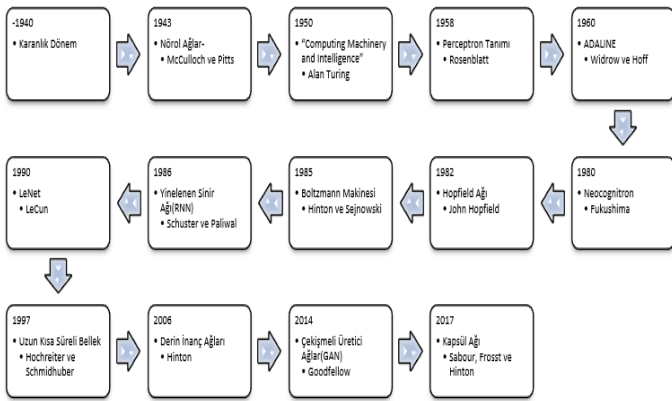 -1940
• Karanlık Dönem
1943
• Nörol Ağlar-
• McCulloch ve Pitts
1950
• "Computing Machinery
and Intelligence"
• Alan Turing
1958
• Perceptron Tanımı
• Rosenblatt
1960
• ADALINE
• Widrow ve Hoff
1980
• Neocognitron
• Fukushima
1982
• Hopfield Ağı
• John Hopfield
1985
• Boltzmann Makinesi
• Hinton ve Sejnowski
1986
• Yinelenen Sinir
Ağı(RNN)
• Schuster ve Paliwal
1990
• LeNet
• LeCun
1997
• Uzun Kısa Süreli Bellek
• Hochreiter ve
Schmidhuber
2006
• Derin İnanç Ağları
• Hinton
2014
• Çekişmeli Üretici
Ağlar(GAN)
• Goodfellow
2017
• Kapsül Ağı
• Sabour, Frosst ve
Hinton